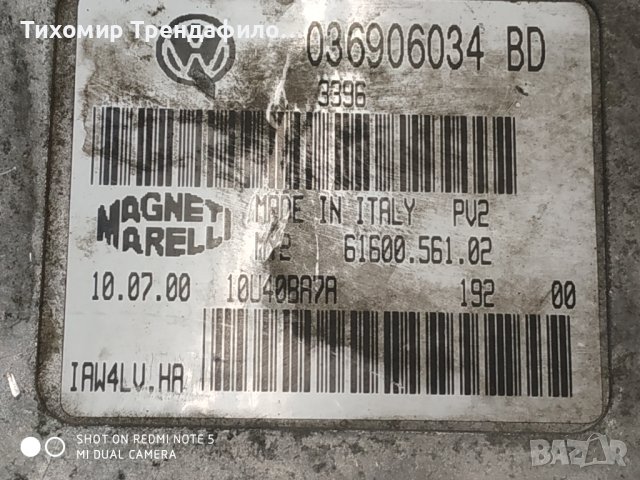 Тихомир Трендафило...
036906034 BD
3396
MAGNETI MARELLI
MADE IN ITALY PV2
61600.561.02
10.07.00 10U40BA7A 192 00
IAW4LV.HA
SHOT ON REDMI NOTE 5
MI DUAL CAMERA
BAZAR